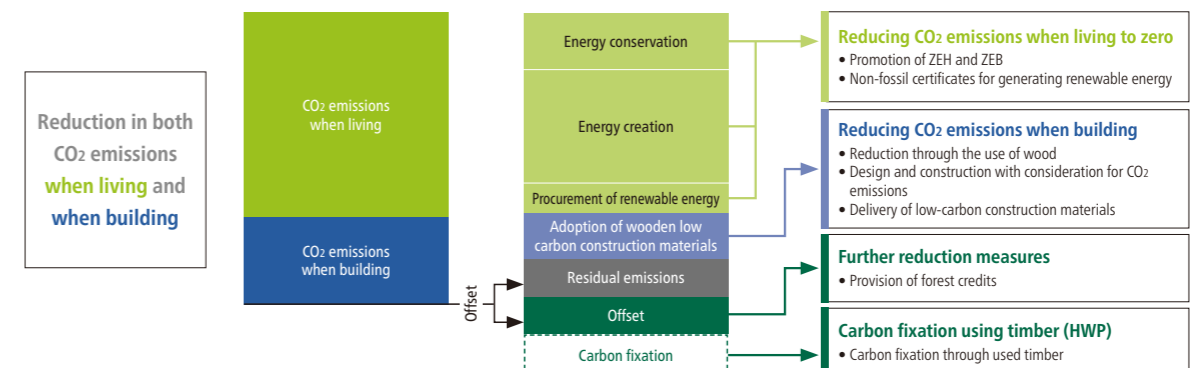 Reduction in both
CO2 emissions
when living and
when building
CO2 emissions
when living
CO2 emissions
when building
Offset
Energy conservation
Energy creation
Procurement of renewable energy
Adoption of wooden low
carbon construction materials
Residual emissions
Offset
Carbon fixation
Reducing CO2 emissions when living to zero
• Promotion of ZEH and ZEB
• Non-fossil certificates for generating renewable energy
Reducing CO2 emissions when building
• Reduction through the use of wood
• Design and construction with consideration for CO2
emissions
• Delivery of low-carbon construction materials
Further reduction measures
• Provision of forest credits
Carbon fixation using timber (HWP)
• Carbon fixation through used timber